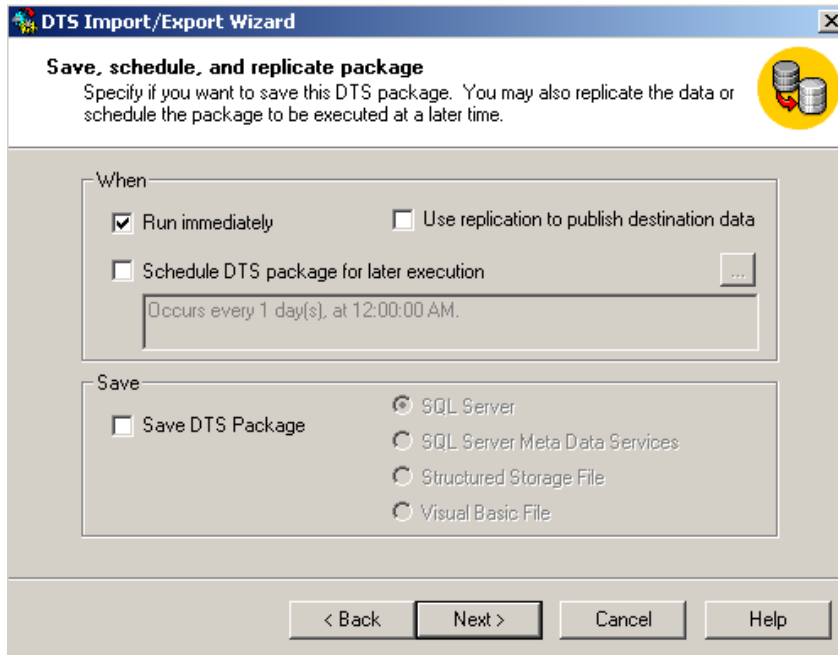 DTS Import/Export Wizard
Save, schedule, and replicate package
Specify if you want to save this DTS package. You may also replicate the data or
schedule the package to be executed at a later time.
When
Run immediately
Use replication to publish destination data
Schedule DTS package for later execution
...
Occurs every 1 day(s), at 12:00:00 AM.
Save
Save DTS Package
SQL Server
SQL Server Meta Data Services
Structured Storage File
Visual Basic File
< Back
Next >
Cancel
Help